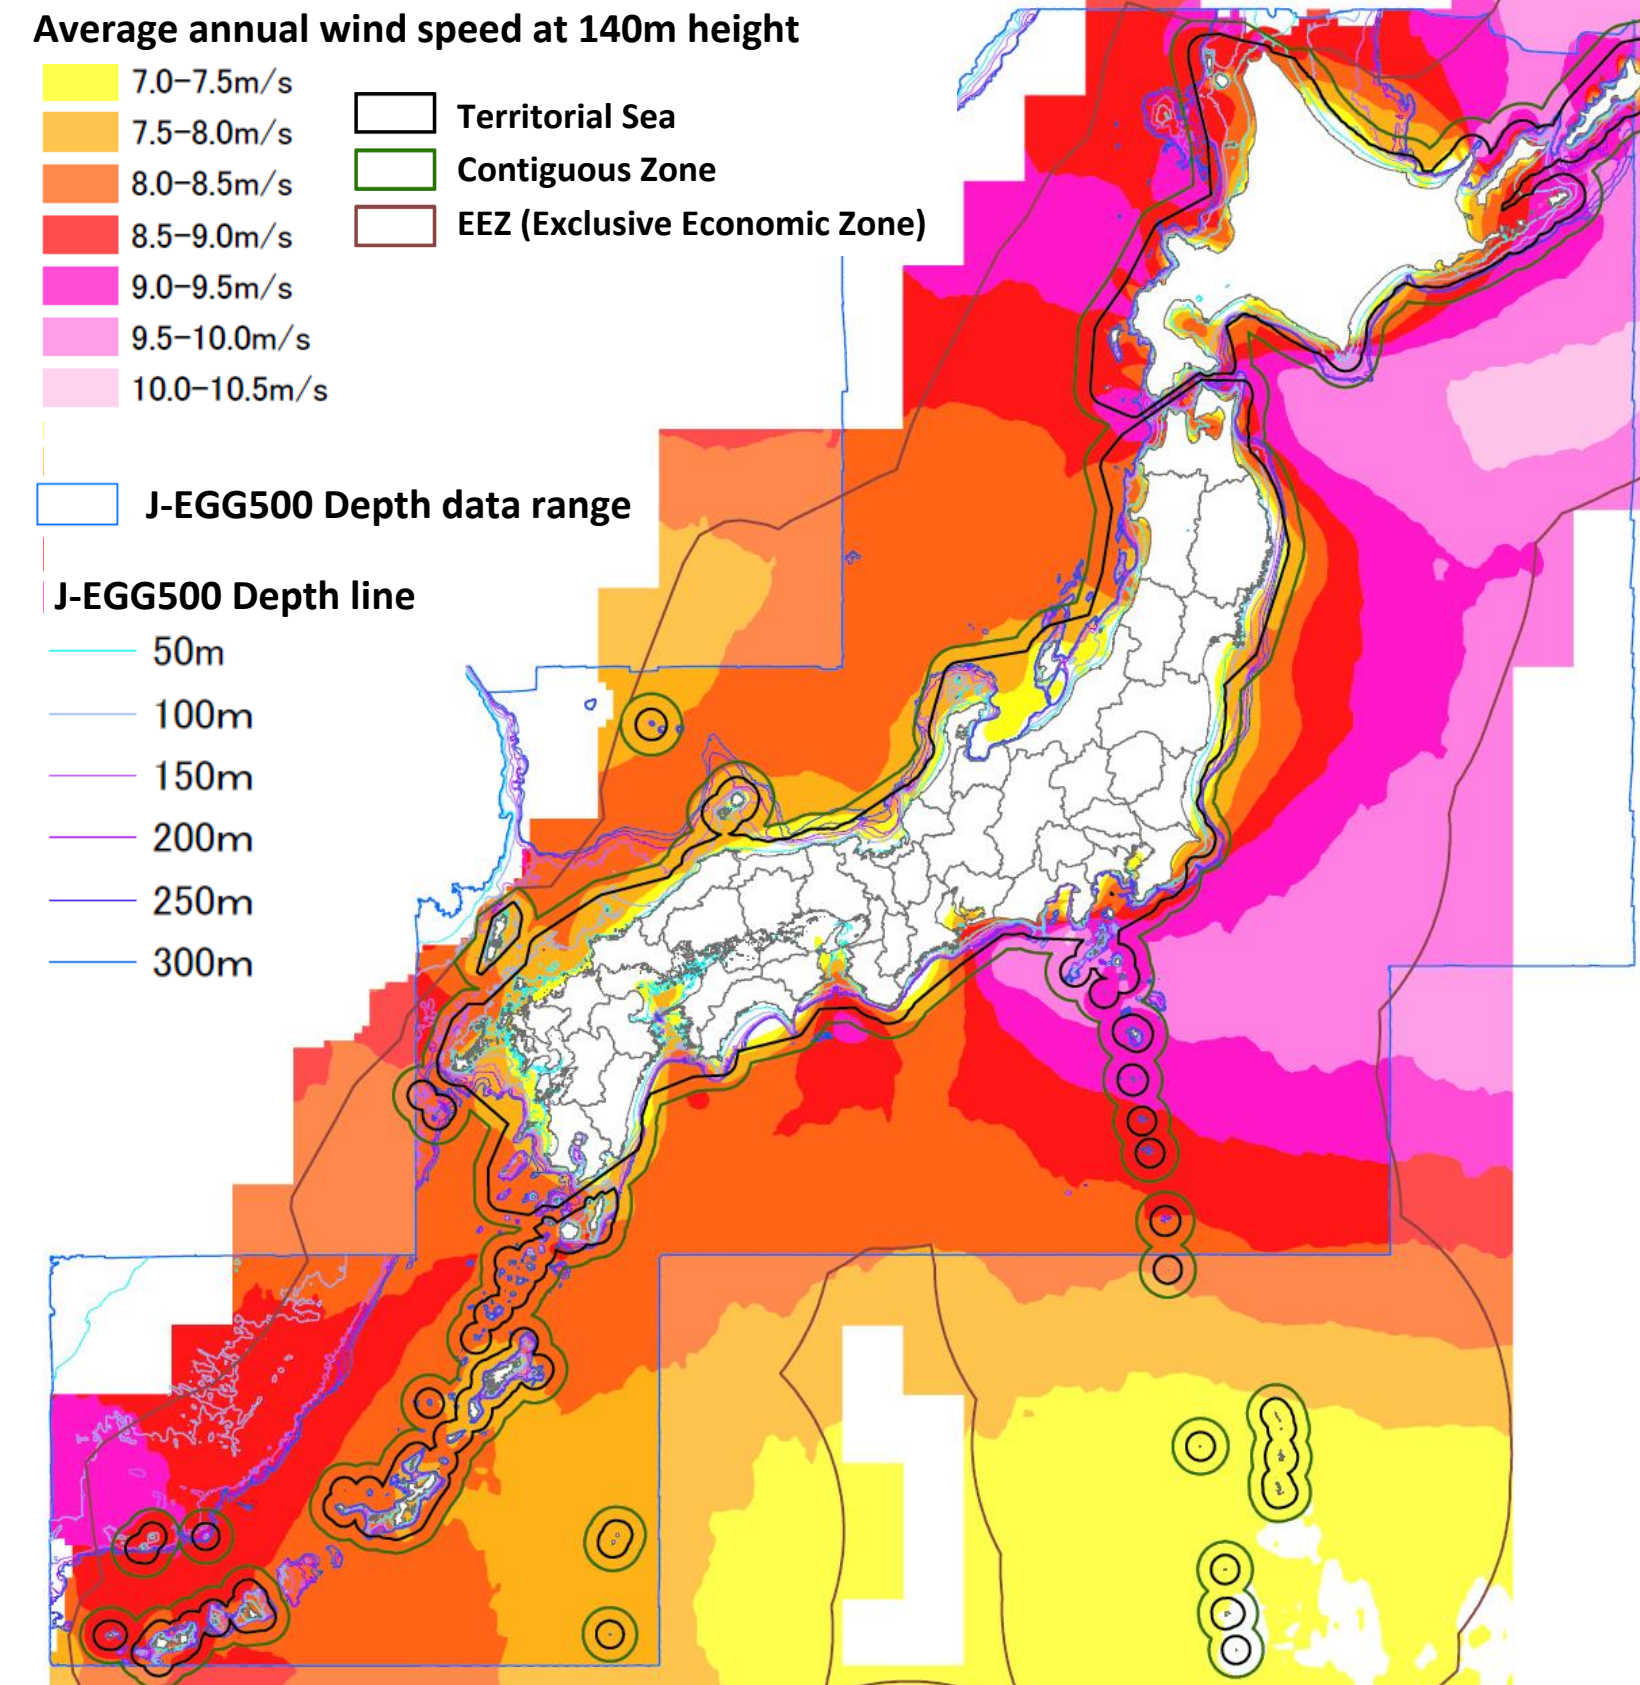 Average annual wind speed at 140m height
7.0-7.5m/s
7.5-8.0m/s
8.0-8.5m/s
8.5-9.0m/s
9.0-9.5m/s
9.5-10.0m/s
10.0-10.5m/s
Territorial Sea
Contiguous Zone
EEZ (Exclusive Economic Zone)
J-EGG500 Depth data range
J-EGG500 Depth line
50m
100m
150m
200m
250m
300m